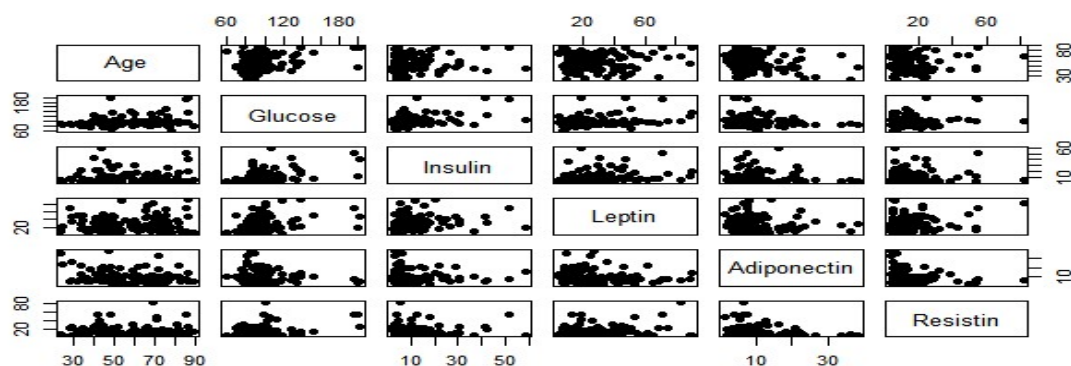 60 120 180 20 60 20 60
Age 30 80
60 180 Glucose
Insulin 10 60
20 Leptin
Adiponectin 10
20 80 Resistin
30 50 70 90 10 30 50 10 30